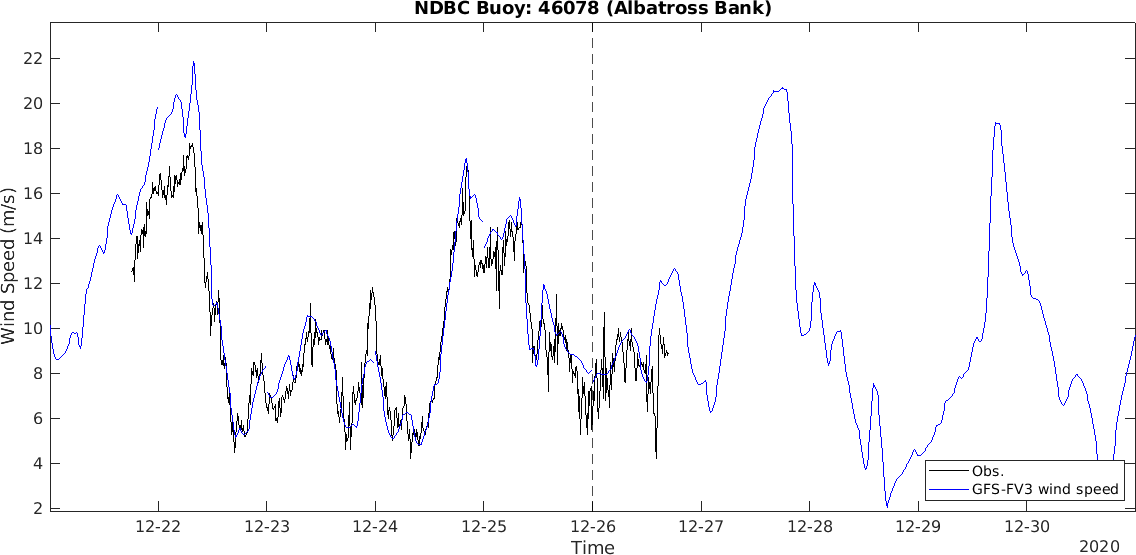 NDBC Buoy: 46078 (Albatross Bank)
Wind Speed (m/s)
22
20
18
16
14
12
10
8
6
4
2
Obs.
GFS-FV3 wind speed
12-22 12-23 12-24 12-25 12-26 12-27 12-28 12-29 12-30
Time
2020